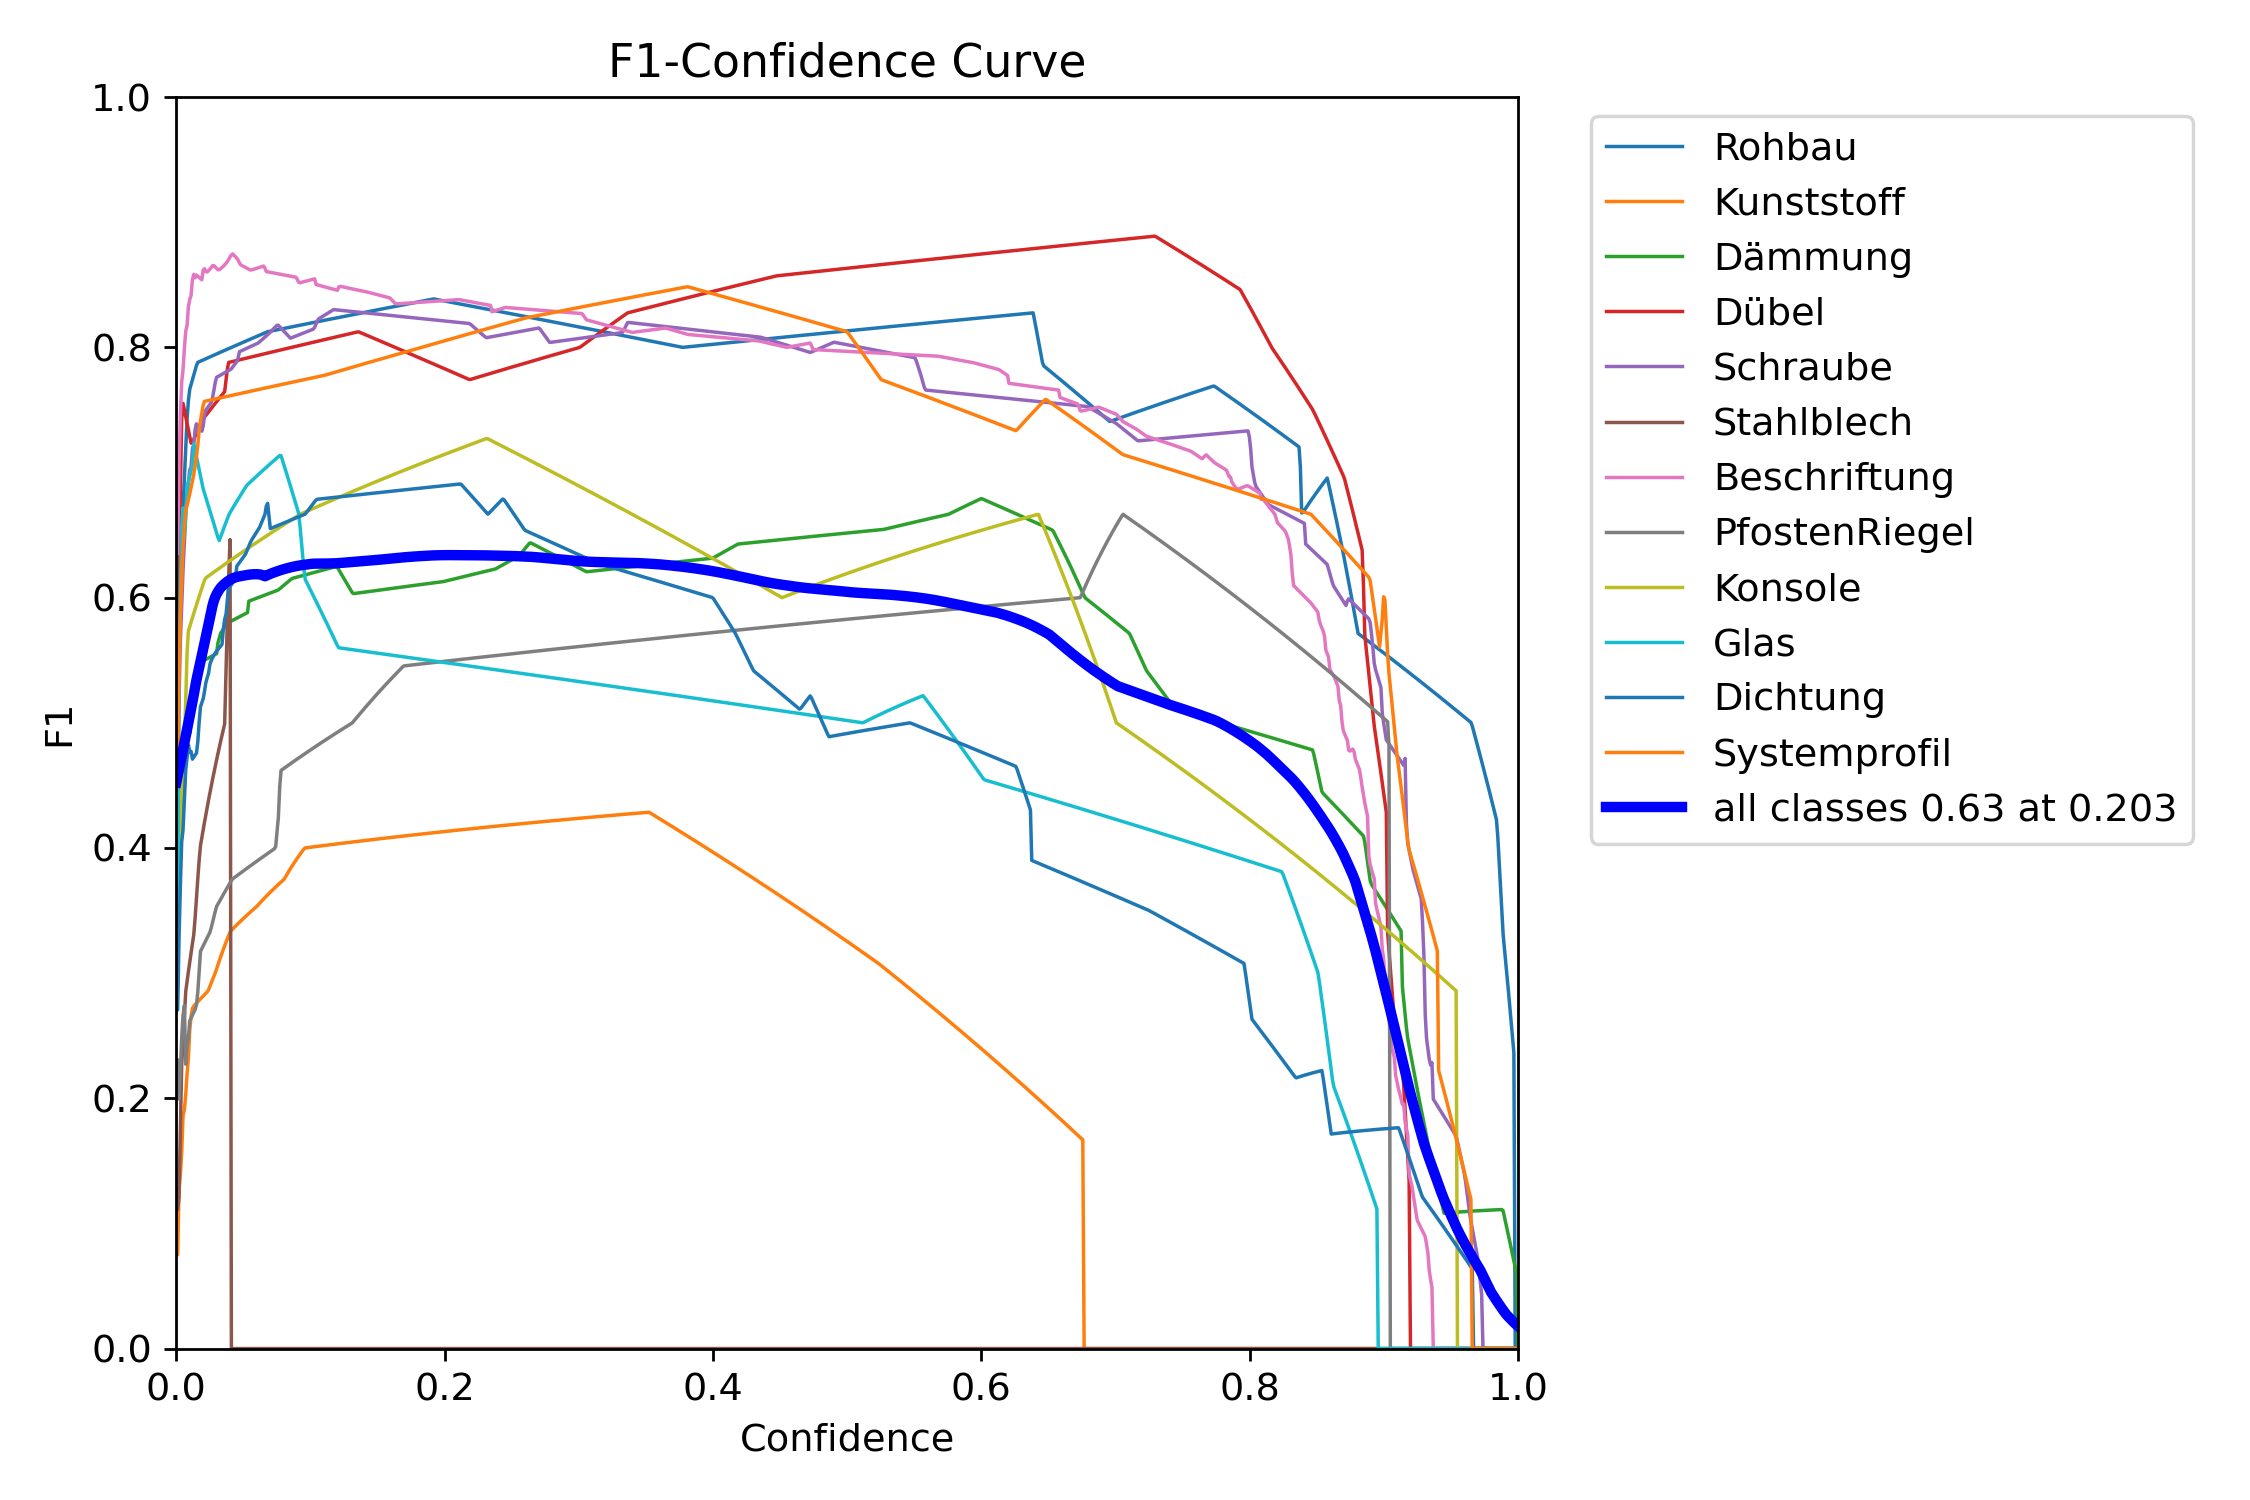 F1-Confidence Curve
1.0
0.8
0.6
0.4
0.2
0.0
F1
0.0 0.2 0.4 0.6 0.8 1.0
Confidence
Rohbau
Kunststoff
Dämmung
Dübel
Schraube
Stahlblech
Beschriftung
PfostenRiegel
Konsole
Glas
Dichtung
Systemprofil
all classes 0.63 at 0.203